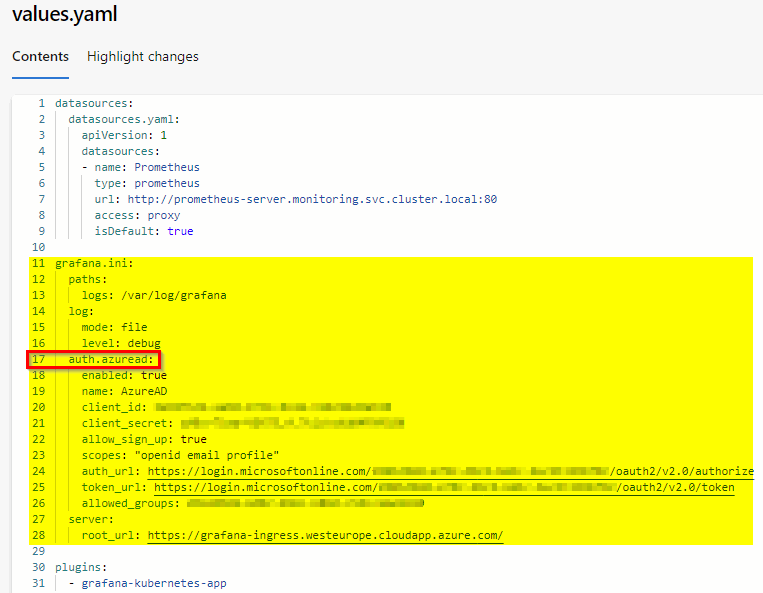 values.yaml
Contents Highlight changes
1 datasources:
2 datasources.yaml:
3 apiVersion: 1
4 datasources:
5 - name: Prometheus
6 type: prometheus
7 url: http://prometheus-server.monitoring.svc.cluster.local:80
8 access: proxy
9 isDefault: true
10
11 grafana.ini:
12 paths:
13 logs: /var/log/grafana
14 log:
15 mode: file
16 level: debug
17 auth.azuread:
18 enabled: true
19 name: AzureAD
20 client_id:
21 client_secret:
22 allow_sign_up: true
23 scopes: "openid email profile"
24 auth_url: https://login.microsoftonline.com/ /oauth2/v2.0/authorize
25 token_url: https://login.microsoftonline.com/ /oauth2/v2.0/token
26 allowed_groups:
27 server:
28 root_url: https://grafana-ingress.westeurope.cloudapp.azure.com/
29
30 plugins:
31 - grafana-kubernetes-app